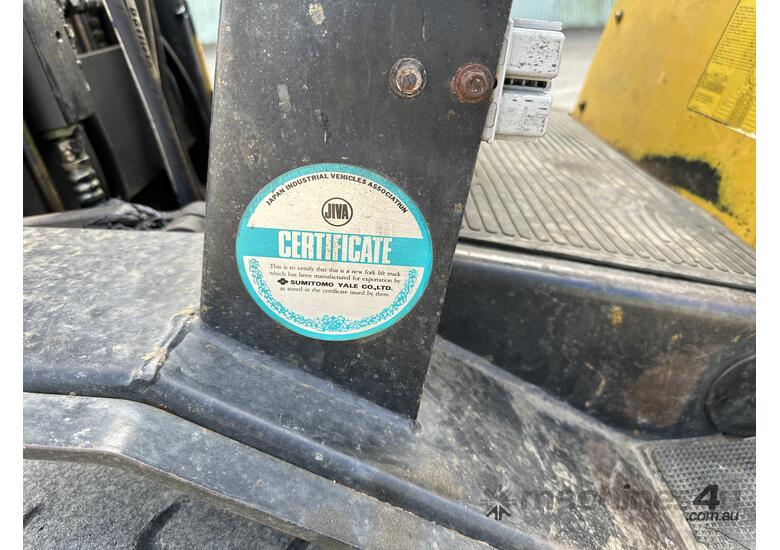 JAPAN INDUSTRIAL VEHICLES ASSOCIATION
JIVA
CERTIFICATE
This is to certify that this is a new fork lift truck
which has been manufactured for exportation by
SUMITOMO YALE CO.,LTD.
as stated in the certificate issued by them.
machines4u
.com.au